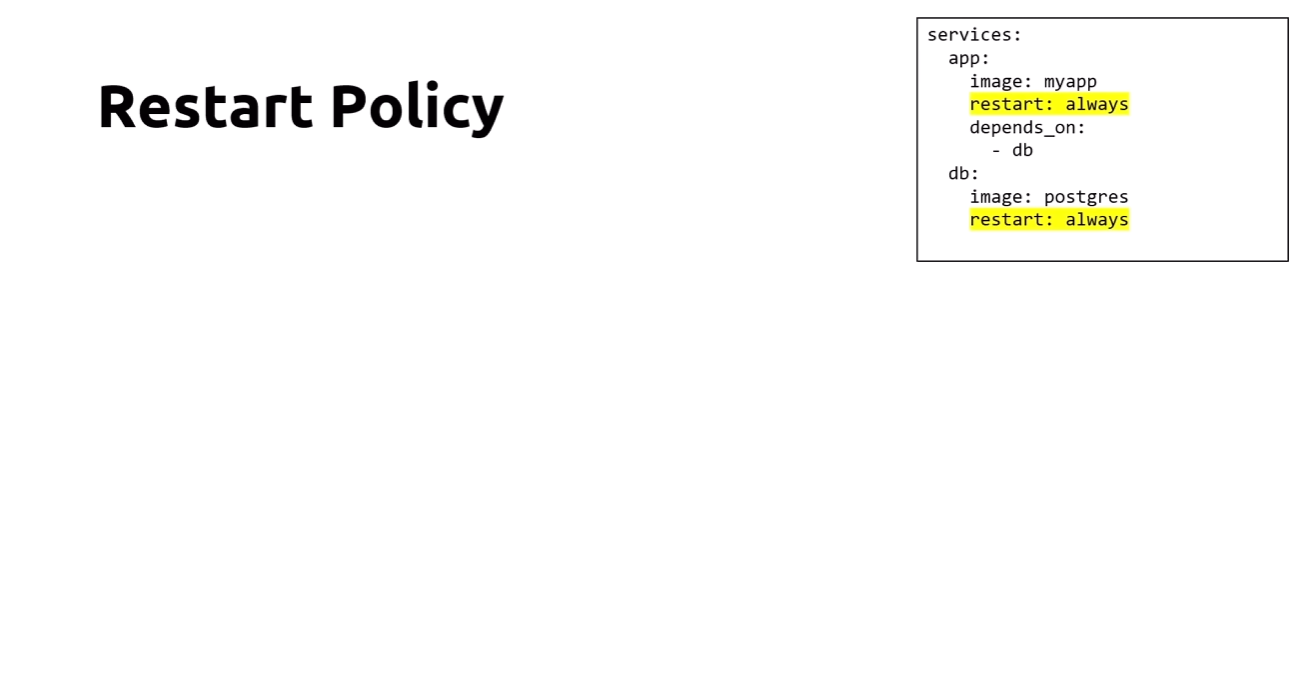 Restart Policy
services:
  app:
    image: myapp
    restart: always
    depends_on:
      - db
  db:
    image: postgres
    restart: always